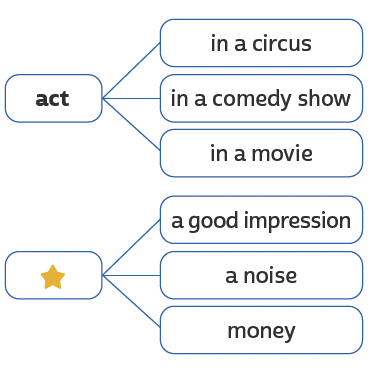 act
in a circus
in a comedy show
in a movie
a good impression
a noise
money